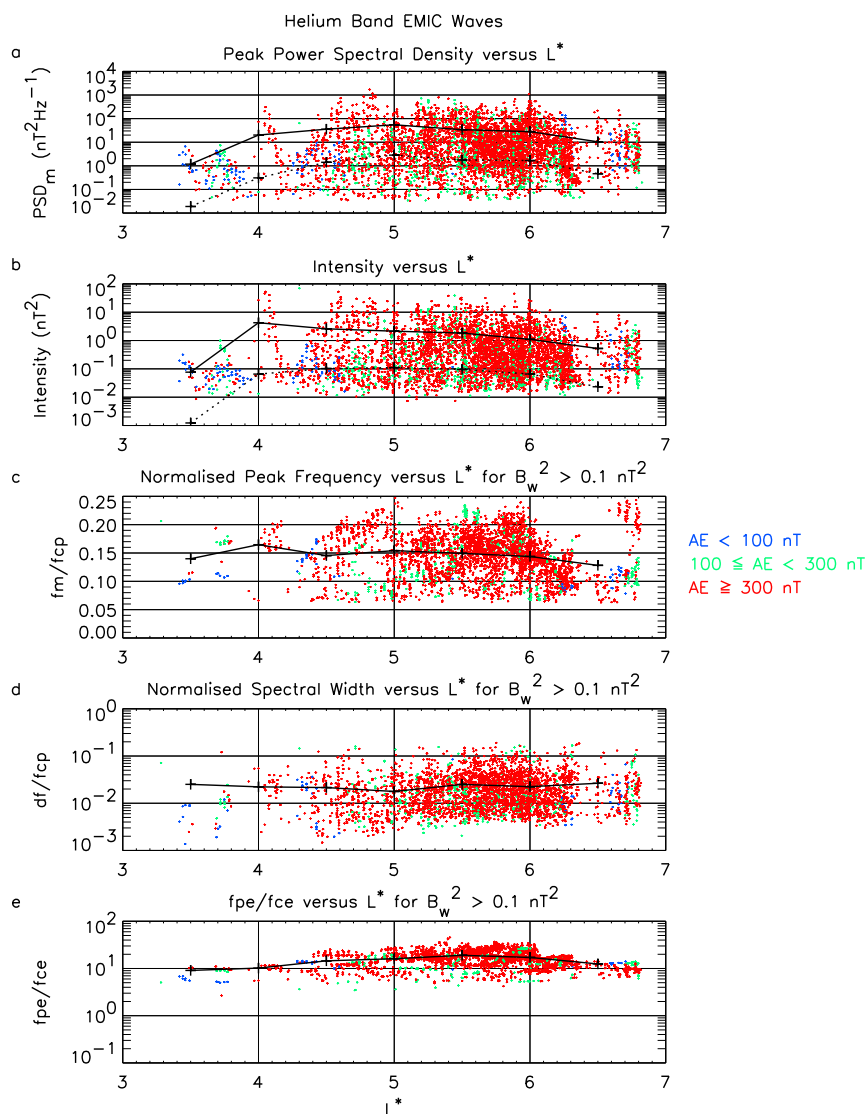 Helium Band EMIC Waves
a
Peak Power Spectral Density versus L*
PSD_m (nT^2Hz^-1)
10^4
10^3
10^2
10^1
10^0
10^-1
10^-2
3 4 5 6 7
b
Intensity versus L*
Intensity (nT^2)
10^2
10^1
10^0
10^-1
10^-2
10^-3
3 4 5 6 7
c
Normalised Peak Frequency versus L* for B_w^2 > 0.1 nT^2
fm/fcp
0.25
0.20
0.15
0.10
0.05
0.00
3 4 5 6 7
AE < 100 nT
100 ≦ AE < 300 nT
AE ≧ 300 nT
d
Normalised Spectral Width versus L* for B_w^2 > 0.1 nT^2
df/fcp
10^0
10^-1
10^-2
10^-3
3 4 5 6 7
e
fpe/fce versus L* for B_w^2 > 0.1 nT^2
fpe/fce
10^2
10^1
10^0
10^-1
3 4 5 6 7
L*